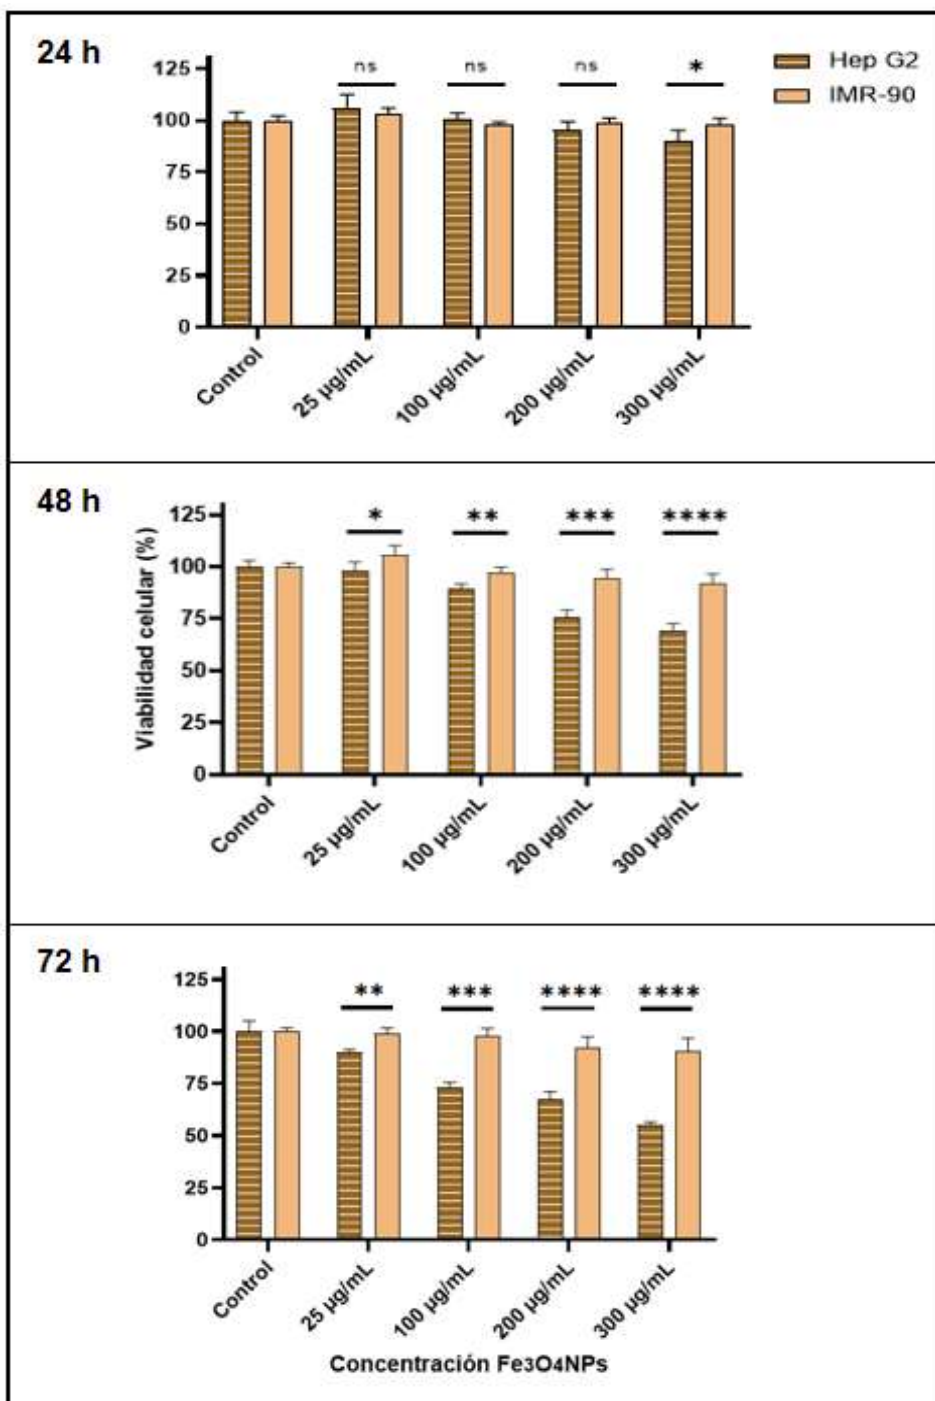 24 h
Hep G2
IMR-90
ns ns ns *
125
100
75
50
25
0
Control 25 µg/mL 100 µg/mL 200 µg/mL 300 µg/mL
48 h
Viabilidad celular (%)
* ** *** ****
125
100
75
50
25
0
Control 25 µg/mL 100 µg/mL 200 µg/mL 300 µg/mL
72 h
** *** **** ****
125
100
75
50
25
0
Control 25 µg/mL 100 µg/mL 200 µg/mL 300 µg/mL
Concentración Fe3O4NPs